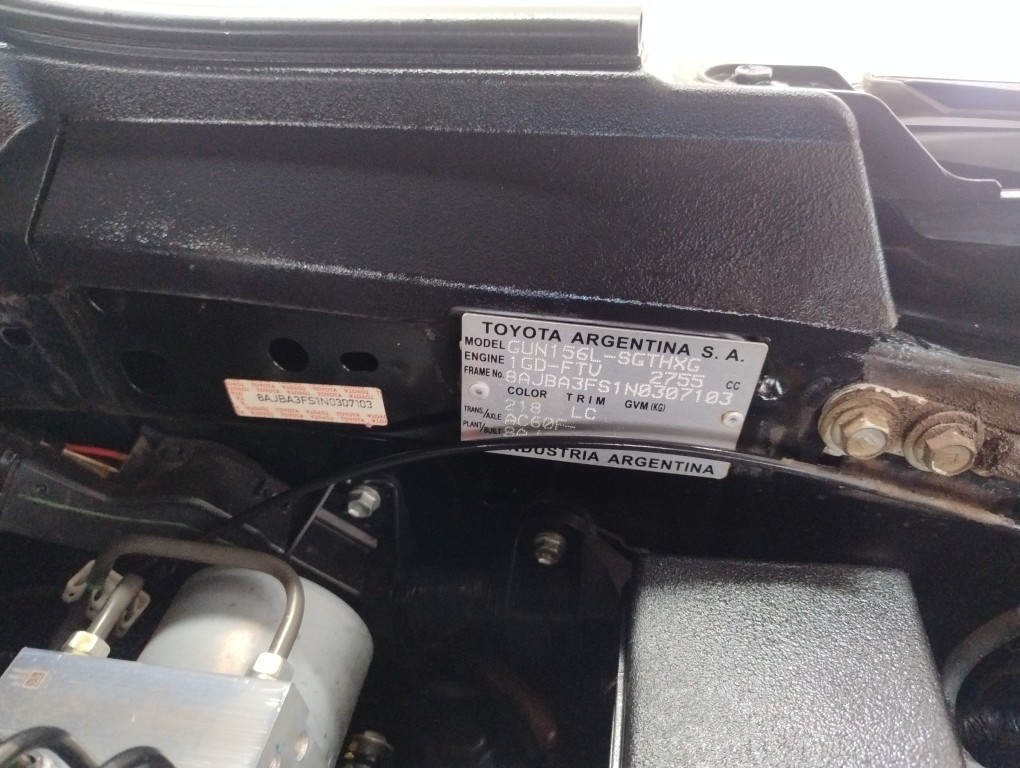 TOYOTA ARGENTINA S. A.
MODEL GUN156L-SGTHXG
ENGINE 1GD-FTV 2755 CC
FRAME No. 8AJBA3FS1N0307103
COLOR TRIM GVM (KG)
218 LC
TRANS/AXLE AC60F
PLANT/BUILT
INDUSTRIA ARGENTINA
8AJBA3FS1N0307103